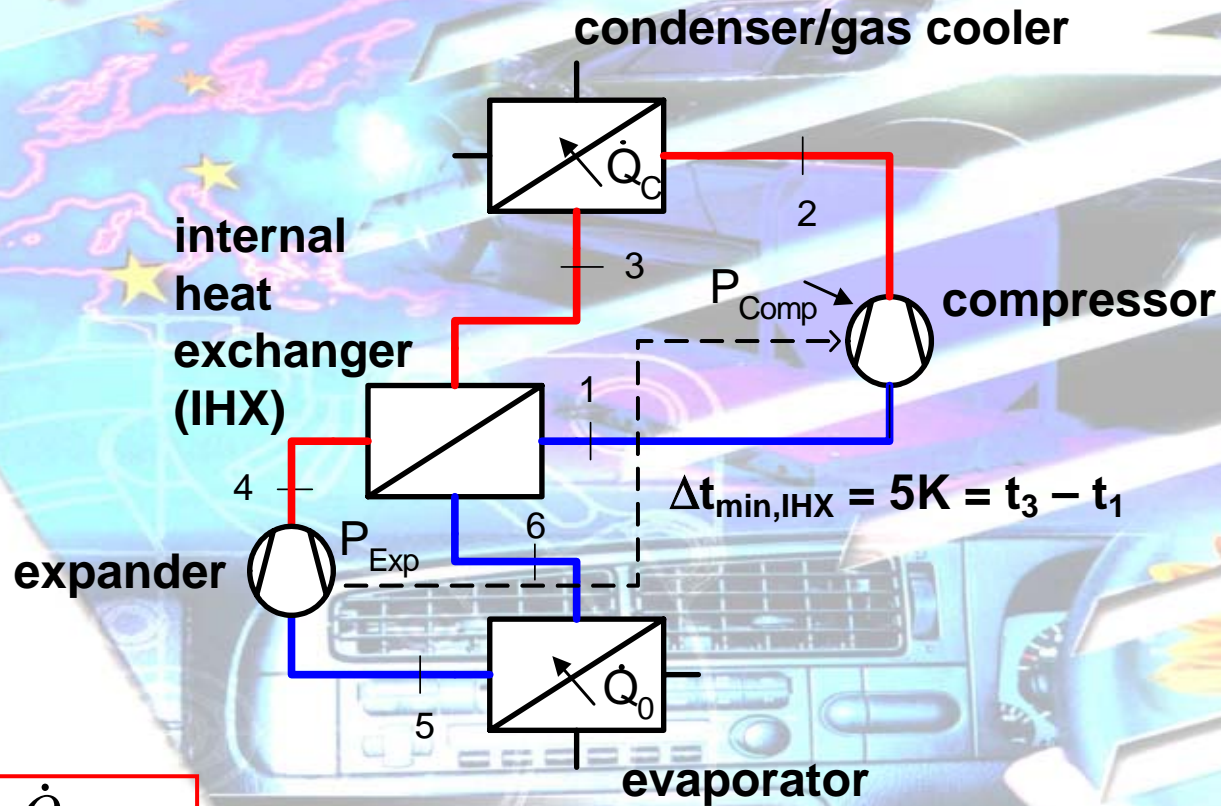 condenser/gas cooler
Q̇C
2
internal
heat
exchanger
(IHX)
3
PComp
compressor
1
4
Δtmin,IHX = 5K = t3 – t1
6
PExp
expander
5
Q̇0
evaporator
Q̇